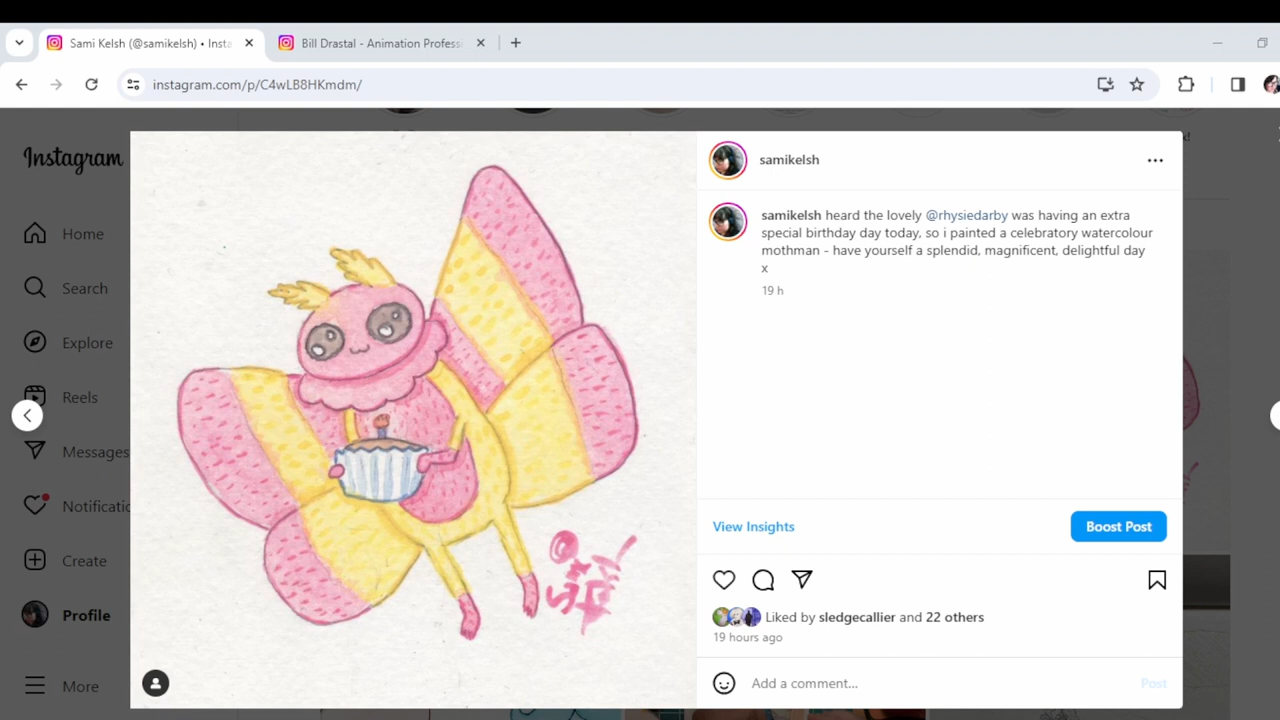 Sami Kelsh (@samikelsh) • Insta
Bill Drastal - Animation Profess
instagram.com/p/C4wLB8HKmdm/
Instagram
Home
Search
Explore
Reels
Messages
Notificatio
Create
Profile
More
samikelsh
samikelsh heard the lovely @rhysiedarby was having an extra
special birthday day today, so i painted a celebratory watercolour
mothman - have yourself a splendid, magnificent, delightful day
x
19 h
View Insights
Boost Post
Liked by sledgecallier and 22 others
19 hours ago
Add a comment...
Post